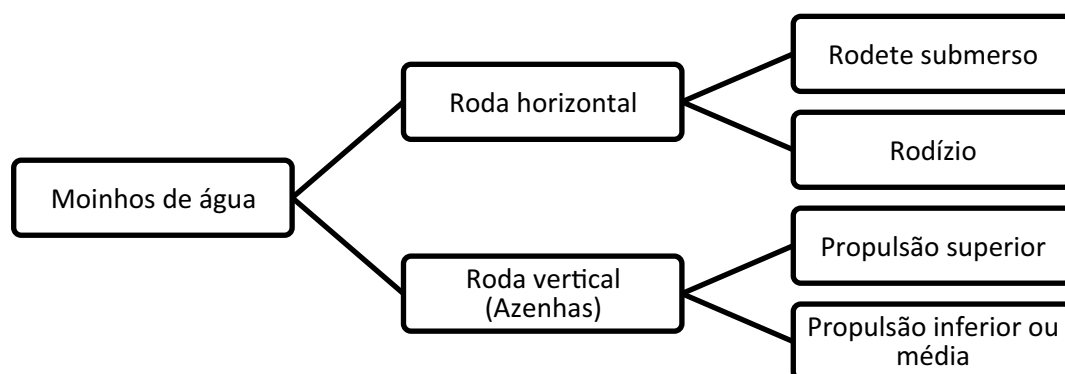 Moinhos de água
Roda horizontal
Rodete submerso
Rodízio
Roda vertical
(Azenhas)
Propulsão superior
Propulsão inferior ou
média